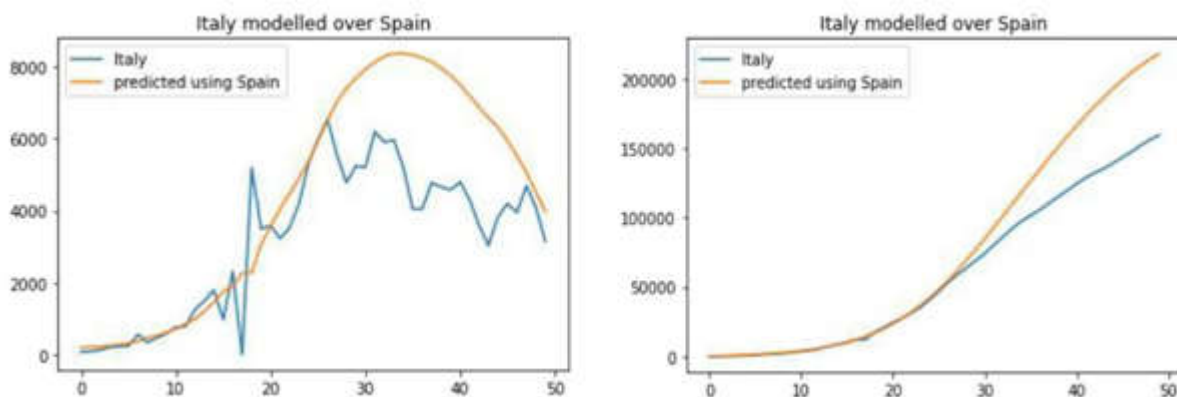 Italy modelled over Spain
Italy
predicted using Spain
8000
6000
4000
2000
0
0 10 20 30 40 50
Italy modelled over Spain
Italy
predicted using Spain
200000
150000
100000
50000
0
0 10 20 30 40 50